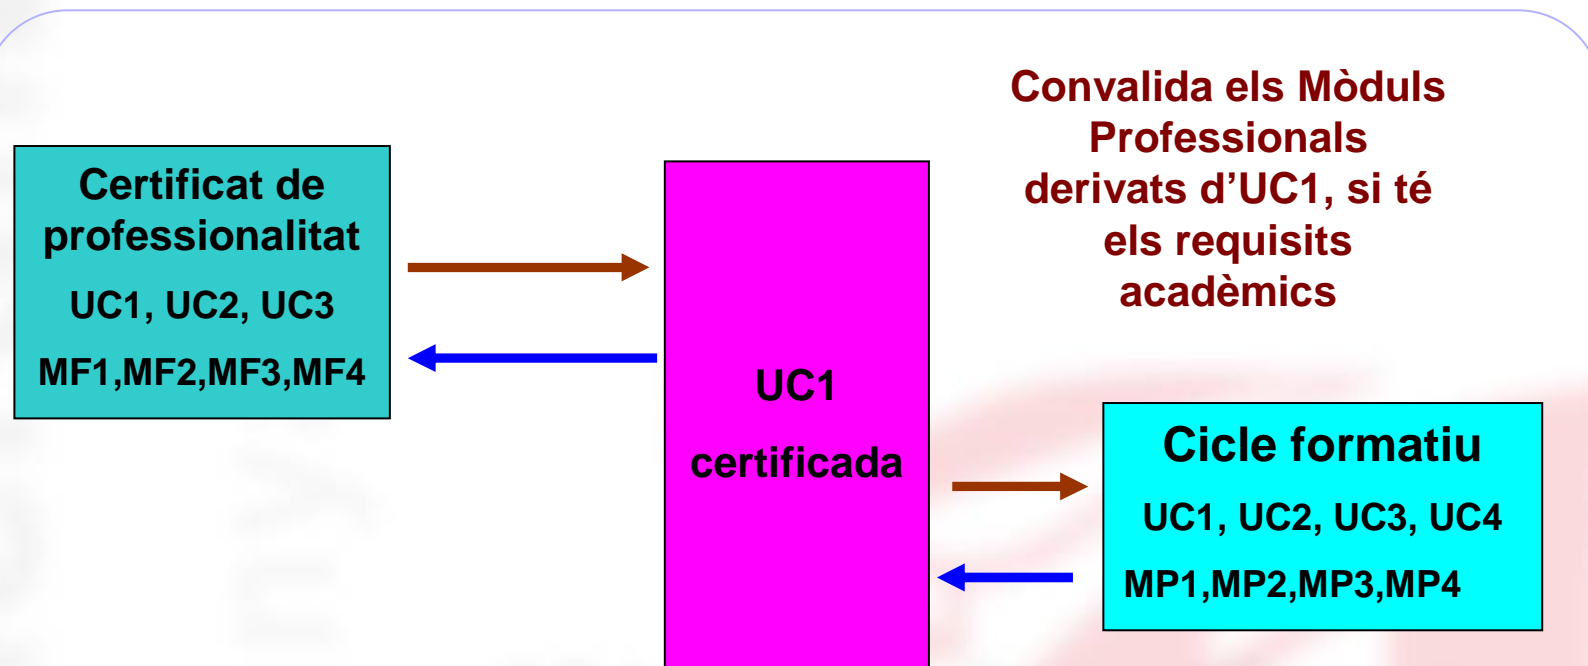 Convalida els Mòduls
Professionals
derivats d’UC1, si té
els requisits
acadèmics
Certificat de
professionalitat
UC1, UC2, UC3
MF1,MF2,MF3,MF4
UC1
certificada
Cicle formatiu
UC1, UC2, UC3, UC4
MP1,MP2,MP3,MP4